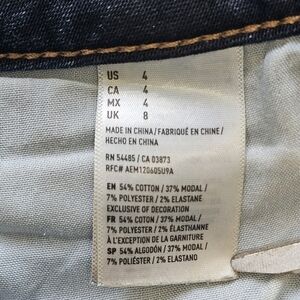 US 4
CA 4
MX 4
UK 8
MADE IN CHINA / FABRIQUÉ EN CHINE /
HECHO EN CHINA
RN 54485 / CA 03873
RFC# AEM120605U9A
EN 54% COTTON / 37% MODAL /
7% POLYESTER / 2% ELASTANE
EXCLUSIVE OF DECORATION
FR 54% COTON / 37% MODAL /
7% POLYESTER / 2% ÉLASTHANNE
À L'EXCEPTION DE LA GARNITURE
SP 54% ALGODÓN / 37% MODAL /
7% POLIÉSTER / 2% ELASTANO